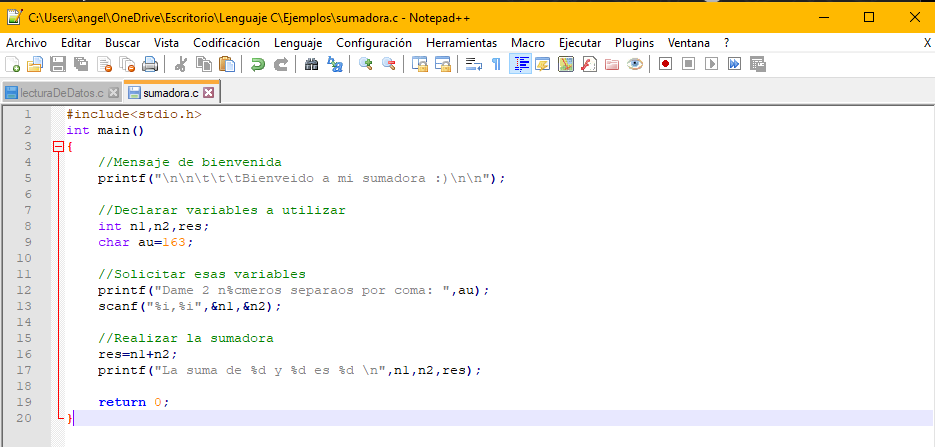 C:\Users\angel\OneDrive\Escritorio\Lenguaje C\Ejemplos\sumadora.c - Notepad++
Archivo Editar Buscar Vista Codificación Lenguaje Configuración Herramientas Macro Ejecutar Plugins Ventana ? X
lecturaDeDatos.c sumadora.c
1 #include<stdio.h>
2 int main()
3 {
4 //Mensaje de bienvenida
5 printf("\n\n\t\t\tBienveido a mi sumadora :)\n\n");
6
7 //Declarar variables a utilizar
8 int n1,n2,res;
9 char au=163;
10
11 //Solicitar esas variables
12 printf("Dame 2 n%cmeros separaos por coma: ",au);
13 scanf("%i,%i",&n1,&n2);
14
15 //Realizar la sumadora
16 res=n1+n2;
17 printf("La suma de %d y %d es %d \n",n1,n2,res);
18
19 return 0;
20 }